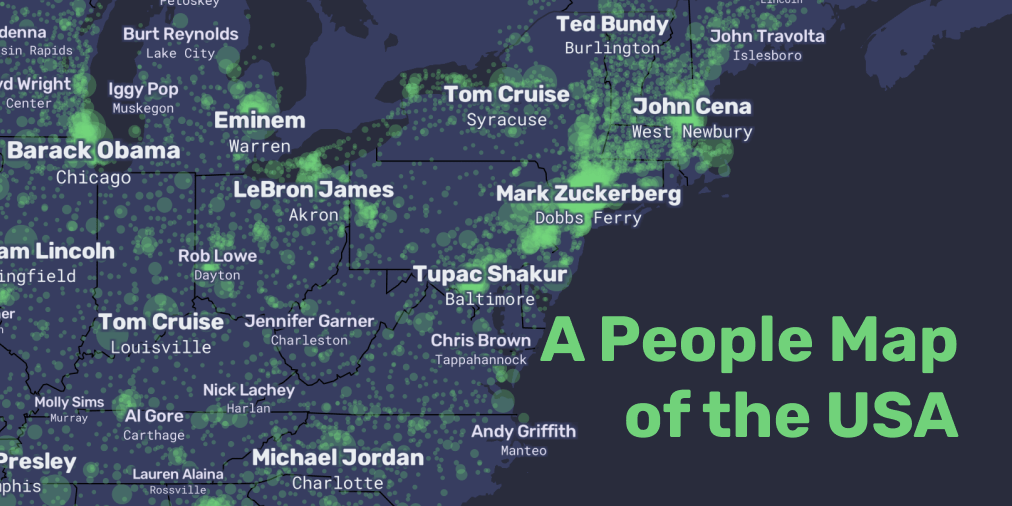 Petoskey
Lincoln
Ted Bundy
Burlington
denna
sin Rapids
Burt Reynolds
Lake City
John Travolta
Islesboro
yd Wright
Center
Iggy Pop
Muskegon
Tom Cruise
Syracuse
John Cena
West Newbury
Eminem
Warren
Barack Obama
Chicago
LeBron James
Akron
Mark Zuckerberg
Dobbs Ferry
am Lincoln
ingfield
Rob Lowe
Dayton
Tupac Shakur
Baltimore
er
n
Tom Cruise
Louisville
Jennifer Garner
Charleston
Chris Brown
Tappahannock
A People Map
of the USA
Nick Lachey
Harlan
Molly Sims
Murray
Al Gore
Carthage
Andy Griffith
Manteo
Presley
phis
Lauren Alaina
Rossville
Michael Jordan
Charlotte